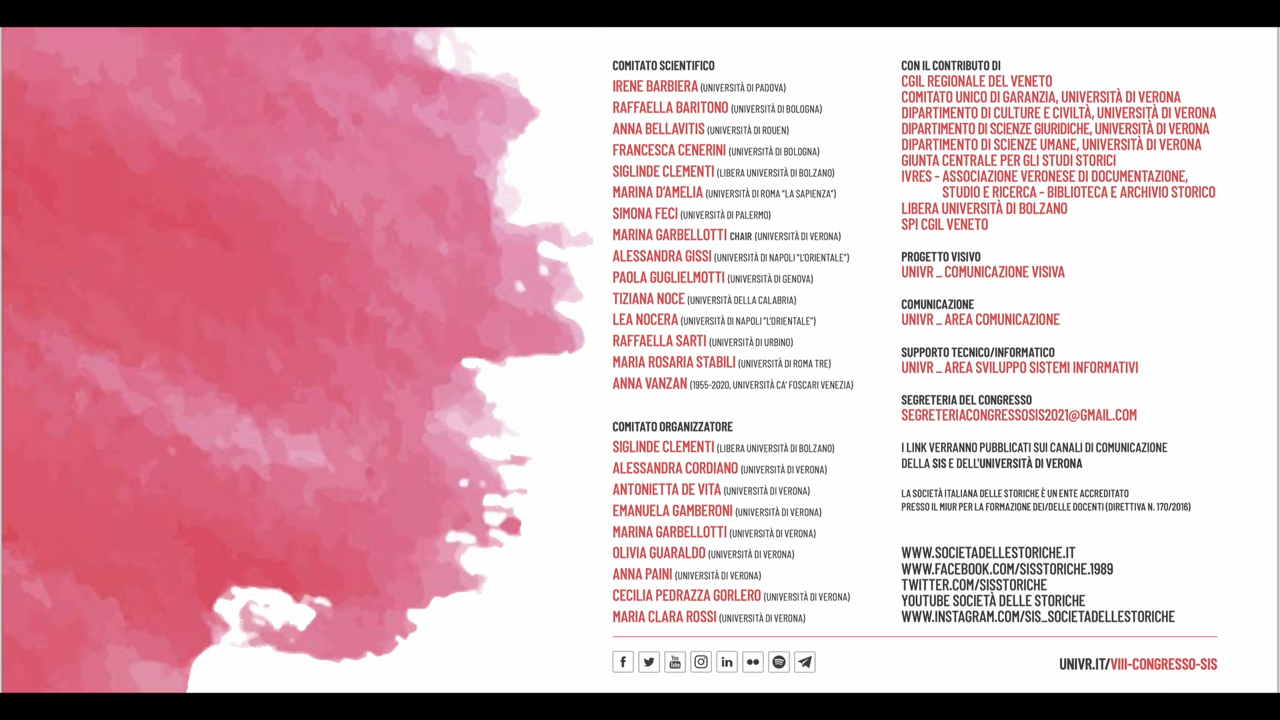 COMITATO SCIENTIFICO
IRENE BARBIERA (UNIVERSITÀ DI PADOVA)
RAFFAELLA BARITONO (UNIVERSITÀ DI BOLOGNA)
ANNA BELLAVITIS (UNIVERSITÀ DI ROUEN)
FRANCESCA CENERINI (UNIVERSITÀ DI BOLOGNA)
SIGLINDE CLEMENTI (LIBERA UNIVERSITÀ DI BOLZANO)
MARINA D'AMELIA (UNIVERSITÀ DI ROMA "LA SAPIENZA")
SIMONA FECI (UNIVERSITÀ DI PALERMO)
MARINA GARBELLOTTI CHAIR (UNIVERSITÀ DI VERONA)
ALESSANDRA GISSI (UNIVERSITÀ DI NAPOLI "L'ORIENTALE")
PAOLA GUGLIELMOTTI (UNIVERSITÀ DI GENOVA)
TIZIANA NOCE (UNIVERSITÀ DELLA CALABRIA)
LEA NOCERA (UNIVERSITÀ DI NAPOLI "L'ORIENTALE")
RAFFAELLA SARTI (UNIVERSITÀ DI URBINO)
MARIA ROSARIA STABILI (UNIVERSITÀ DI ROMA TRE)
ANNA VANZAN (1955-2020, UNIVERSITÀ CA' FOSCARI VENEZIA)
COMITATO ORGANIZZATORE
SIGLINDE CLEMENTI (LIBERA UNIVERSITÀ DI BOLZANO)
ALESSANDRA CORDIANO (UNIVERSITÀ DI VERONA)
ANTONIETTA DE VITA (UNIVERSITÀ DI VERONA)
EMANUELA GAMBERONI (UNIVERSITÀ DI VERONA)
MARINA GARBELLOTTI (UNIVERSITÀ DI VERONA)
OLIVIA GUARALDO (UNIVERSITÀ DI VERONA)
ANNA PAINI (UNIVERSITÀ DI VERONA)
CECILIA PEDRAZZA GORLERO (UNIVERSITÀ DI VERONA)
MARIA CLARA ROSSI (UNIVERSITÀ DI VERONA)
CON IL CONTRIBUTO DI
CGIL REGIONALE DEL VENETO
COMITATO UNICO DI GARANZIA, UNIVERSITÀ DI VERONA
DIPARTIMENTO DI CULTURE E CIVILTÀ, UNIVERSITÀ DI VERONA
DIPARTIMENTO DI SCIENZE GIURIDICHE, UNIVERSITÀ DI VERONA
DIPARTIMENTO DI SCIENZE UMANE, UNIVERSITÀ DI VERONA
GIUNTA CENTRALE PER GLI STUDI STORICI
IVRES - ASSOCIAZIONE VERONESE DI DOCUMENTAZIONE,
STUDIO E RICERCA - BIBLIOTECA E ARCHIVIO STORICO
LIBERA UNIVERSITÀ DI BOLZANO
SPI CGIL VENETO
PROGETTO VISIVO
UNIVR _ COMUNICAZIONE VISIVA
COMUNICAZIONE
UNIVR _ AREA COMUNICAZIONE
SUPPORTO TECNICO/INFORMATICO
UNIVR _ AREA SVILUPPO SISTEMI INFORMATIVI
SEGRETERIA DEL CONGRESSO
SEGRETERIACONGRESSOSIS2021@GMAIL.COM
I LINK VERRANNO PUBBLICATI SUI CANALI DI COMUNICAZIONE
DELLA SIS E DELL'UNIVERSITÀ DI VERONA
LA SOCIETÀ ITALIANA DELLE STORICHE È UN ENTE ACCREDITATO
PRESSO IL MIUR PER LA FORMAZIONE DEI/DELLE DOCENTI (DIRETTIVA N. 170/2016)
WWW.SOCIETADELLESTORICHE.IT
WWW.FACEBOOK.COM/SISSTORICHE.1989
TWITTER.COM/SISSTORICHE
YOUTUBE SOCIETÀ DELLE STORICHE
WWW.INSTAGRAM.COM/SIS_SOCIETADELLESTORICHE
UNIVR.IT/VIII-CONGRESSO-SIS